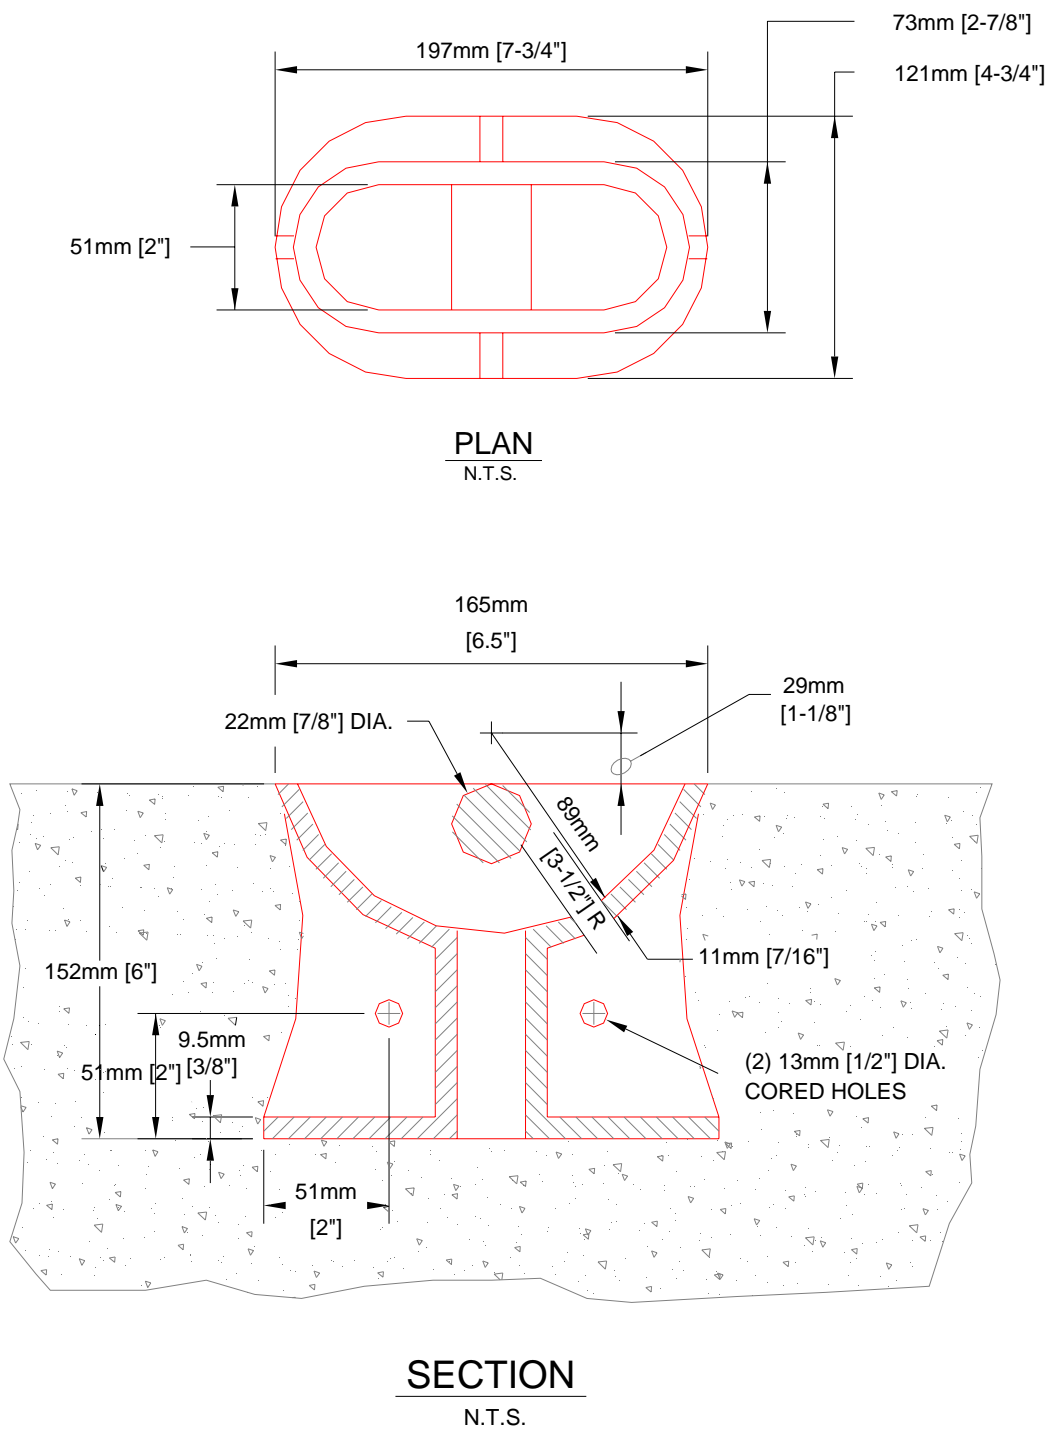 73mm [2-7/8"]
197mm [7-3/4"]
121mm [4-3/4"]
51mm [2"]
PLAN
N.T.S.
165mm
[6.5"]
29mm
[1-1/8"]
22mm [7/8"] DIA.
89mm
[3-1/2"] R
11mm [7/16"]
152mm [6"]
9.5mm
[3/8"]
51mm [2"]
(2) 13mm [1/2"] DIA.
CORED HOLES
51mm
[2"]
SECTION
N.T.S.